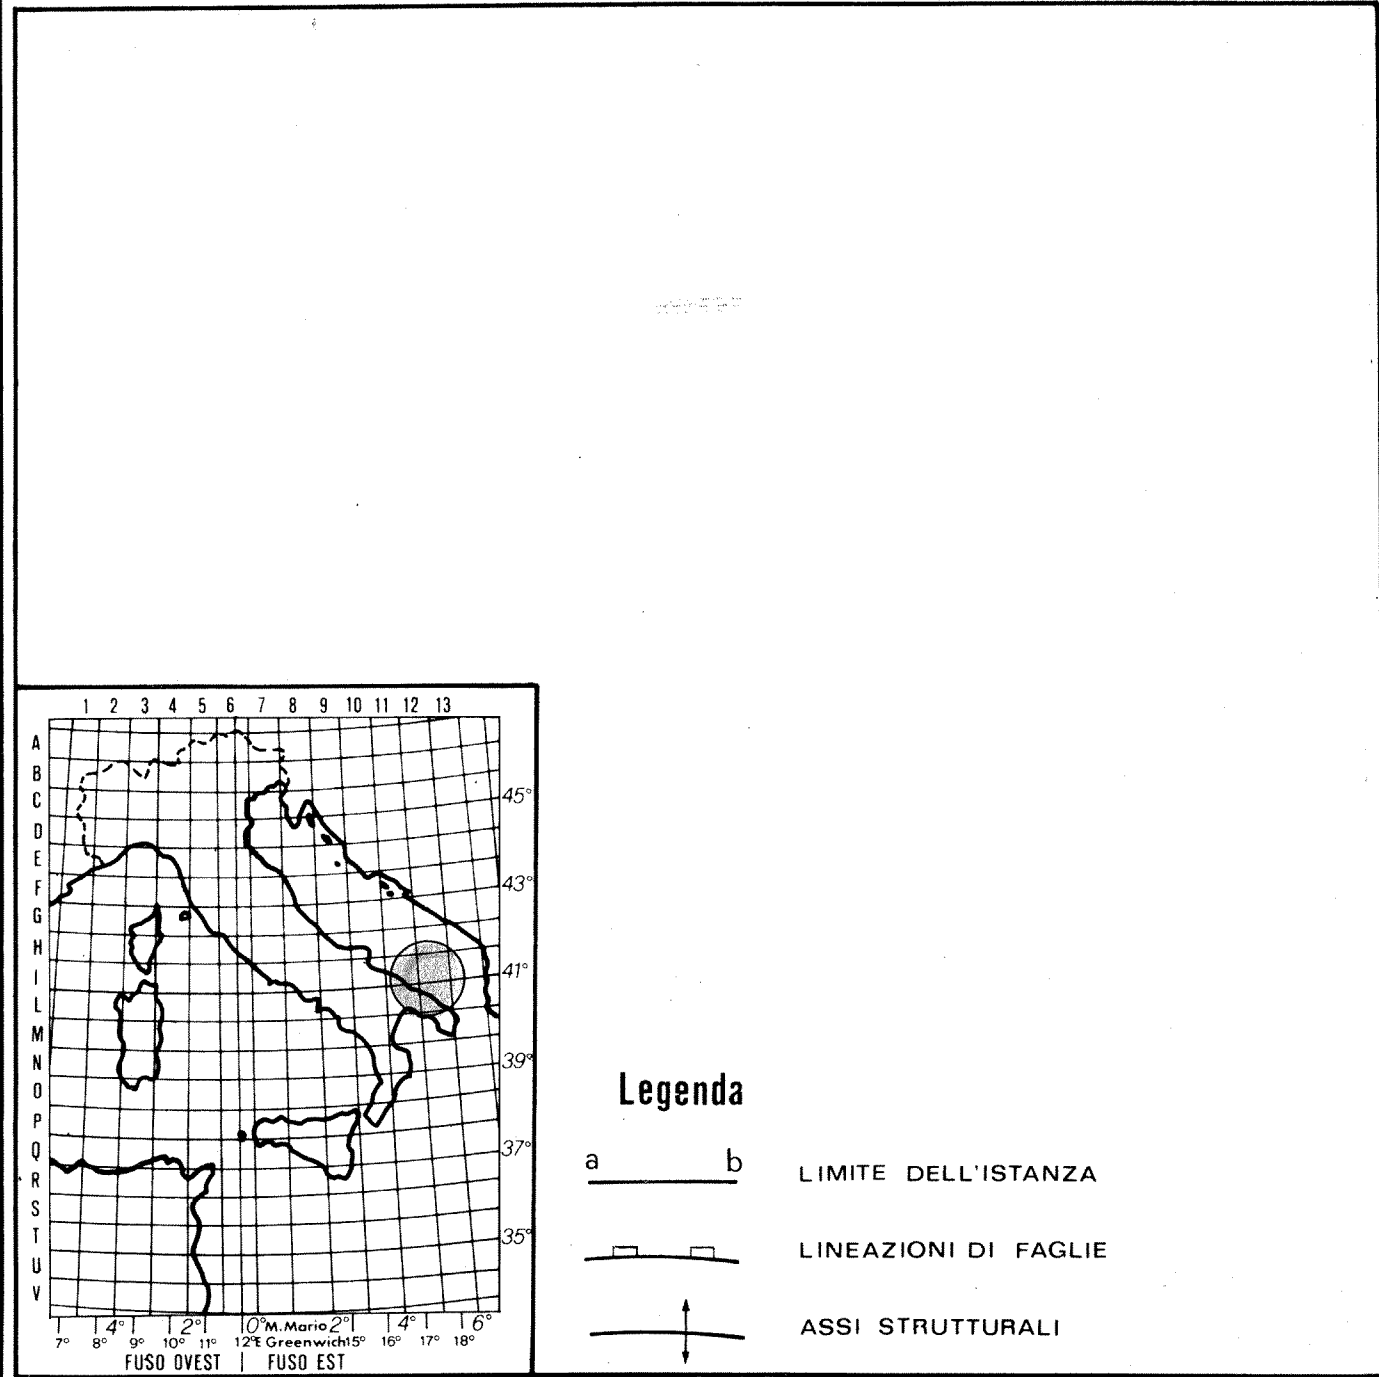 1 2 3 4 5 6 7 8 9 10 11 12 13
A
B
C
D
E
F
G
H
I
L
M
N
O
P
Q
R
S
T
U
V
45°
43°
41°
39°
37°
35°
4° 2° 0° M. Mario 2° 4° 6°
7° 8° 9° 10° 11° 12° E Greenwich 15° 16° 17° 18°
FUSO OVEST | FUSO EST
Legenda
a b LIMITE DELL'ISTANZA
LINEAZIONI DI FAGLIE
ASSI STRUTTURALI